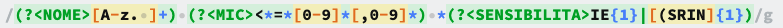 /(?<NOME>[A-z. ]+) (?<MIC><*=*[0-9]*[,0-9]*) *(?<SENSIBILITA>IE{1}|[(SRIN]{1})/g